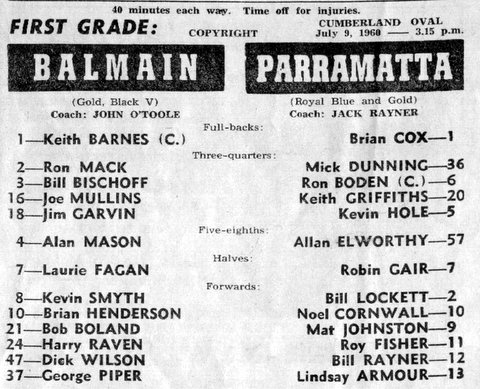 40 minutes each way. Time off for injuries.
FIRST GRADE: COPYRIGHT CUMBERLAND OVAL
July 9, 1960 — 3.15 p.m.
BALMAIN PARRAMATTA
(Gold, Black V) (Royal Blue and Gold)
Coach: JOHN O'TOOLE Coach: JACK RAYNER
Full-backs:
1—Keith BARNES (C.) Brian COX—1
Three-quarters:
2—Ron MACK Mick DUNNING—36
3—Bill BISCHOFF Ron BODEN (C.)—6
16—Joe MULLINS Keith GRIFFITHS—20
18—Jim GARVIN Kevin HOLE—5
Five-eighths:
4—Alan MASON Allan ELWORTHY—57
Halves:
7—Laurie FAGAN Robin GAIR—7
Forwards:
8—Kevin SMYTH Bill LOCKETT—2
10—Brian HENDERSON Noel CORNWALL—10
21—Bob BOLAND Mat JOHNSTON—9
24—Harry RAVEN Roy FISHER—11
47—Dick WILSON Bill RAYNER—12
37—George PIPER Lindsay ARMOUR—13